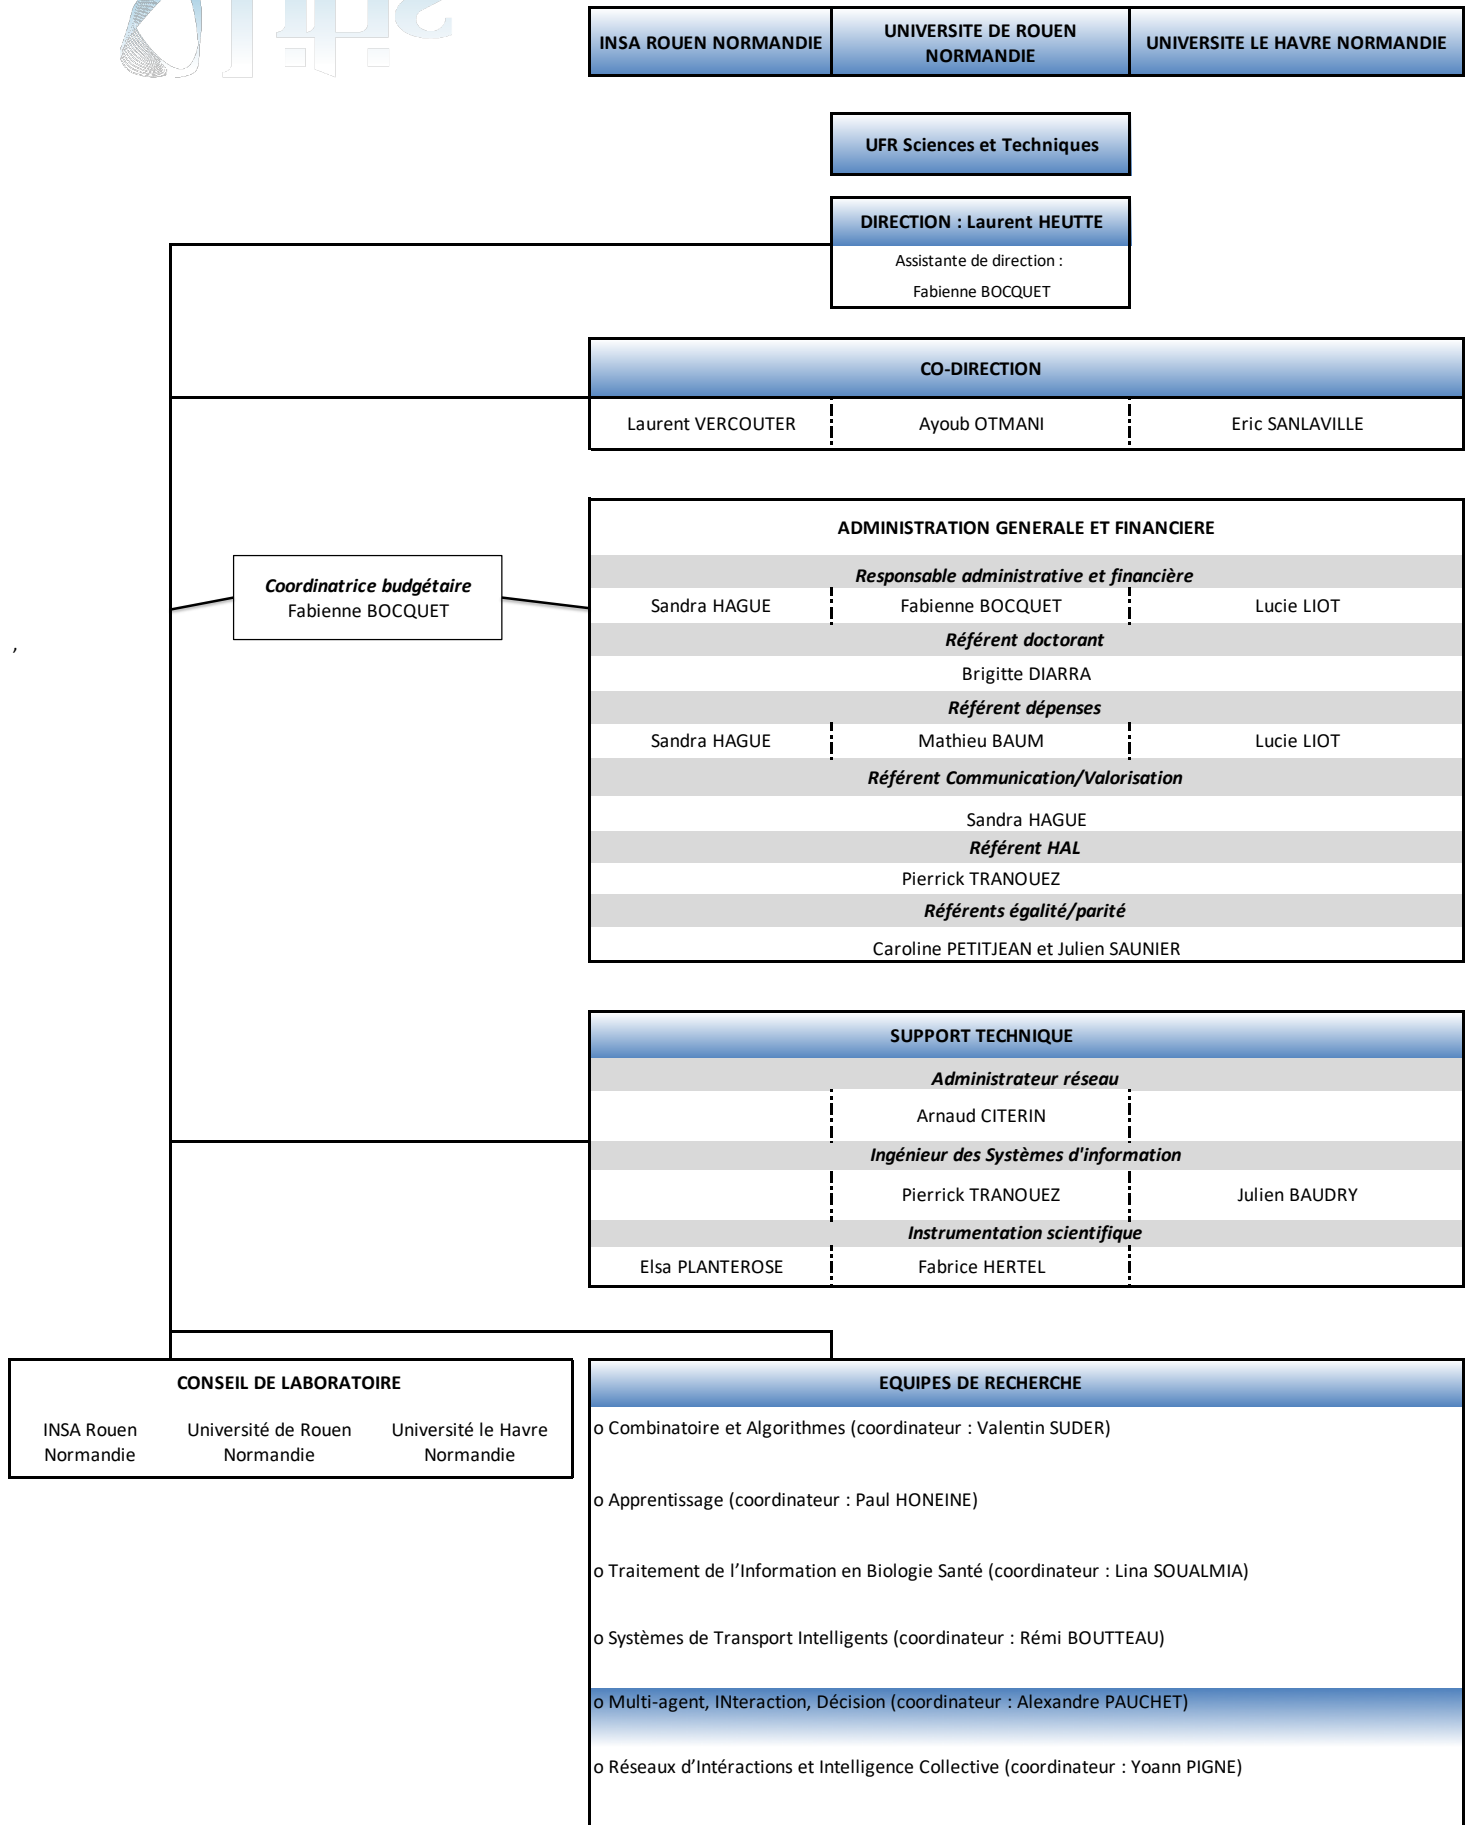 INSA ROUEN NORMANDIE
UNIVERSITE DE ROUEN
NORMANDIE
UNIVERSITE LE HAVRE NORMANDIE
UFR Sciences et Techniques
DIRECTION : Laurent HEUTTE
Assistante de direction :
Fabienne BOCQUET
CO-DIRECTION
Laurent VERCOUTER
Ayoub OTMANI
Eric SANLAVILLE
ADMINISTRATION GENERALE ET FINANCIERE
Coordinatrice budgétaire
Fabienne BOCQUET
Responsable administrative et financière
Sandra HAGUE
Fabienne BOCQUET
Lucie LIOT
Référent doctorant
,
Brigitte DIARRA
Référent dépenses
Sandra HAGUE
Mathieu BAUM
Lucie LIOT
Référent Communication/Valorisation
Sandra HAGUE
Référent HAL
Pierrick TRANOUEZ
Référents égalité/parité
Caroline PETITJEAN et Julien SAUNIER
SUPPORT TECHNIQUE
Administrateur réseau
Arnaud CITERIN
Ingénieur des Systèmes d'information
Pierrick TRANOUEZ
Julien BAUDRY
Instrumentation scientifique
Elsa PLANTEROSE
Fabrice HERTEL
CONSEIL DE LABORATOIRE
INSA Rouen
Normandie
Université de Rouen
Normandie
Université le Havre
Normandie
EQUIPES DE RECHERCHE
o Combinatoire et Algorithmes (coordinateur : Valentin SUDER)
o Apprentissage (coordinateur : Paul HONEINE)
o Traitement de l’Information en Biologie Santé (coordinateur : Lina SOUALMIA)
o Systèmes de Transport Intelligents (coordinateur : Rémi BOUTTEAU)
o Multi-agent, INteraction, Décision (coordinateur : Alexandre PAUCHET)
o Réseaux d’Intéractions et Intelligence Collective (coordinateur : Yoann PIGNE)